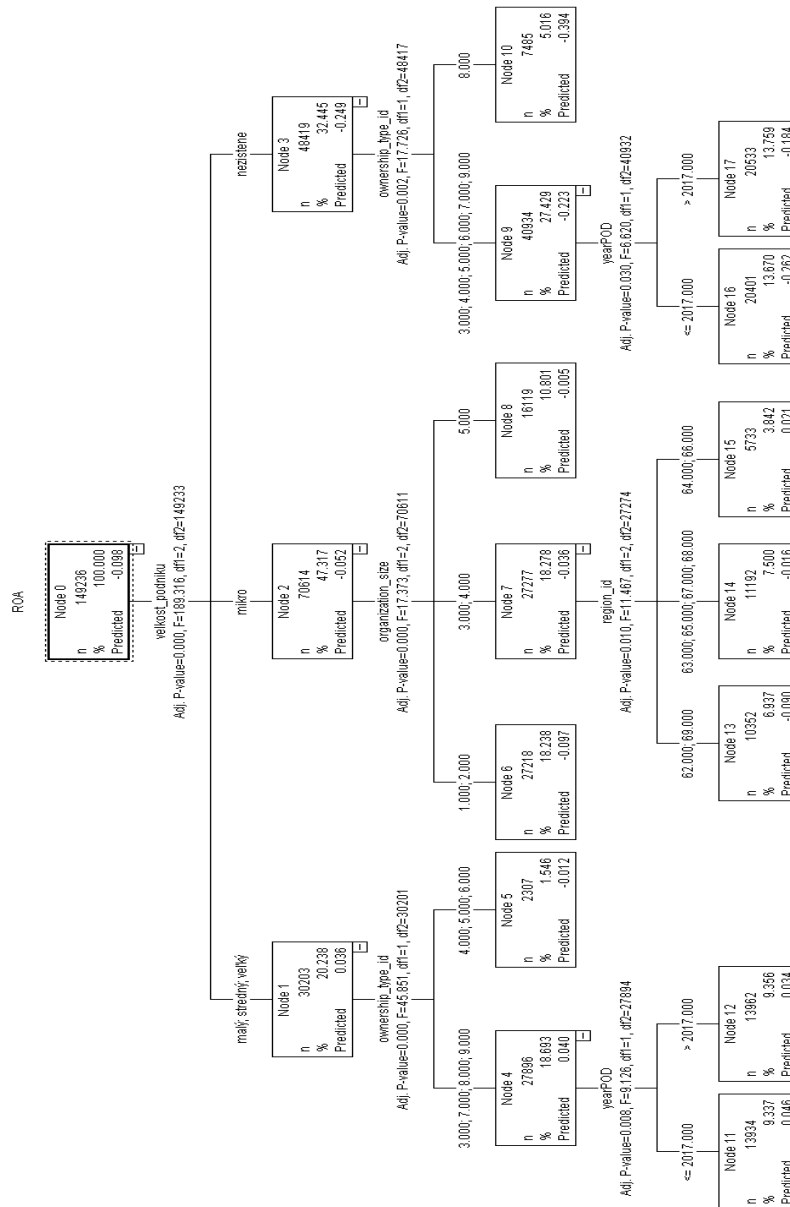 ROA
Node 0
n 149236
% 100.000
Predicted -0.098
velkost_podniku
Adj. P-value=0.000, F=189.316, df1=2, df2=149233
malý; stredný; veľký
mikro
nezistene
Node 1
n 30203
% 20.238
Predicted 0.036
Node 2
n 70614
% 47.317
Predicted -0.052
Node 3
n 48419
% 32.445
Predicted -0.249
ownership_type_id
Adj. P-value=0.000, F=45.851, df1=1, df2=30201
organization_size
Adj. P-value=0.000, F=17.373, df1=2, df2=70611
ownership_type_id
Adj. P-value=0.002, F=17.726, df1=1, df2=48417
3.000; 7.000; 8.000; 9.000
4.000; 5.000; 6.000
1.000; 2.000
3.000; 4.000
5.000
3.000; 4.000; 5.000; 6.000; 7.000; 9.000
8.000
Node 4
n 27896
% 18.693
Predicted 0.040
Node 5
n 2307
% 1.546
Predicted -0.012
Node 6
n 27218
% 18.238
Predicted -0.097
Node 7
n 27277
% 18.278
Predicted -0.036
Node 8
n 16119
% 10.801
Predicted -0.005
Node 9
n 40934
% 27.429
Predicted -0.223
Node 10
n 7485
% 5.016
Predicted -0.394
yearPOD
Adj. P-value=0.008, F=9.126, df1=1, df2=27894
region_id
Adj. P-value=0.010, F=11.467, df1=2, df2=27274
yearPOD
Adj. P-value=0.030, F=6.620, df1=1, df2=40932
<= 2017.000
> 2017.000
62.000; 69.000
63.000; 65.000; 67.000; 68.000
64.000; 66.000
<= 2017.000
> 2017.000
Node 11
n 13934
% 9.337
Predicted 0.046
Node 12
n 13962
% 9.356
Predicted 0.034
Node 13
n 10352
% 6.937
Predicted -0.090
Node 14
n 11192
% 7.500
Predicted -0.016
Node 15
n 5733
% 3.842
Predicted 0.021
Node 16
n 20401
% 13.670
Predicted -0.262
Node 17
n 20533
% 13.759
Predicted -0.184